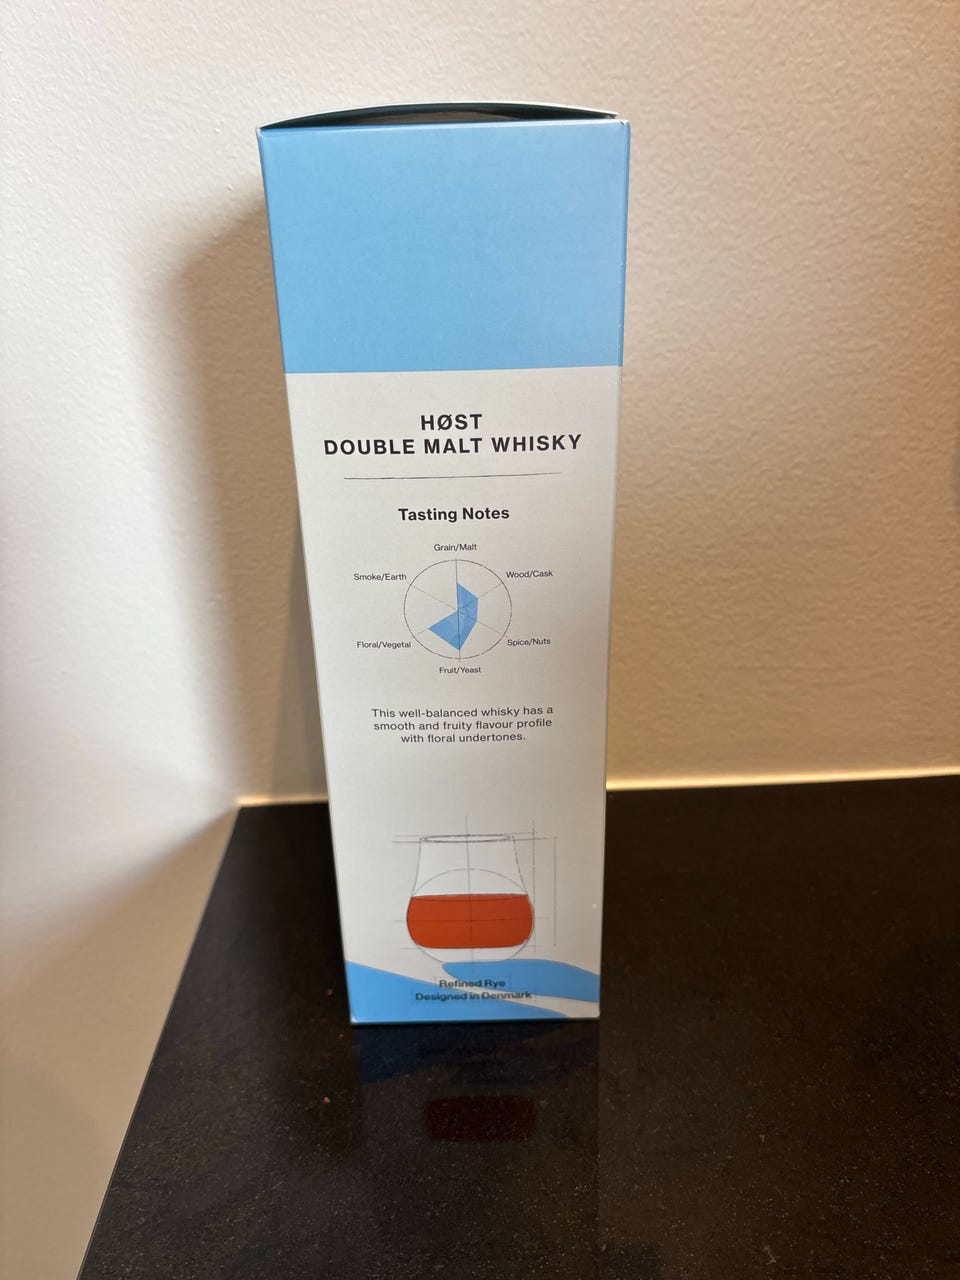 HØST
DOUBLE MALT WHISKY
Tasting Notes
Grain/Malt
Smoke/Earth
Wood/Cask
Floral/Vegetal
Spice/Nuts
Fruit/Yeast
This well-balanced whisky has a
smooth and fruity flavour profile
with floral undertones.
Refined Rye
Designed in Denmark